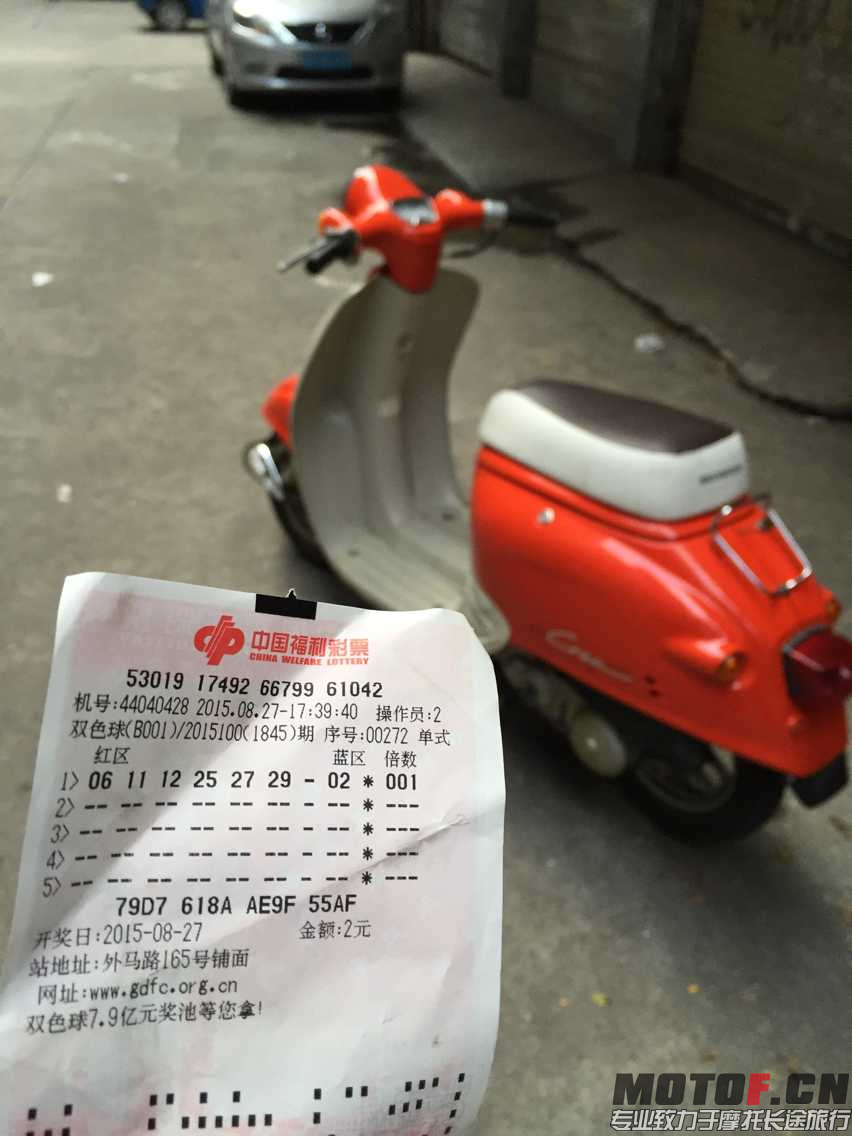 中国福利彩票
CHINA WELFARE LOTTERY
53019 17492 66799 61042
机号:44040428 2015.08.27-17:39:40 操作员:2
双色球(B001)/2015100(1845)期 序号:00272 单式
红区 蓝区 倍数
1> 06 11 12 25 27 29 - 02 * 001
2> -- -- -- -- -- -- - -- * ---
3> -- -- -- -- -- -- - -- * ---
4> -- -- -- -- -- -- - -- * ---
5> -- -- -- -- -- -- - -- * ---
79D7 618A AE9F 55AF
开奖日:2015-08-27 金额:2元
站地址:外马路165号铺面
网址:www.gdfc.org.cn
双色球7.9亿元奖池等您拿!
MOTOF.CN
专业致力于摩托长途旅行